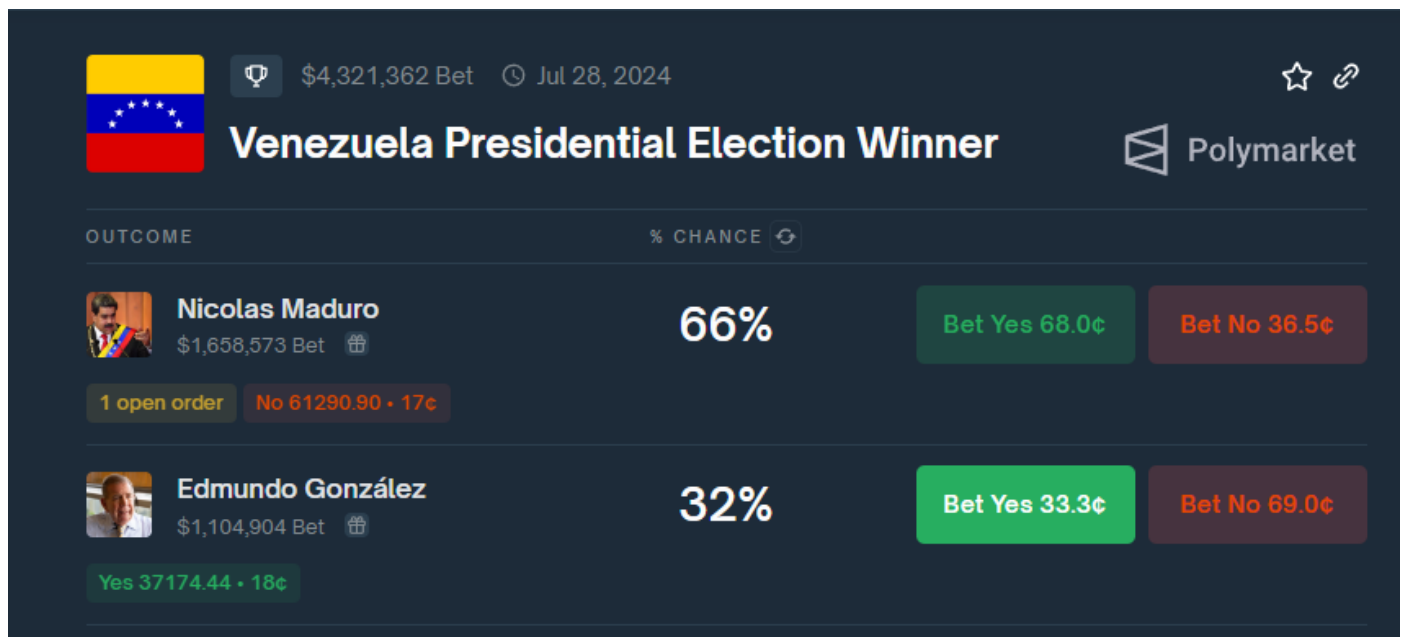 $4,321,362 Bet Jul 28, 2024
Venezuela Presidential Election Winner
Polymarket
OUTCOME % CHANCE
Nicolas Maduro
$1,658,573 Bet
66%
Bet Yes 68.0¢
Bet No 36.5¢
1 open order
No 61290.90 • 17¢
Edmundo González
$1,104,904 Bet
32%
Bet Yes 33.3¢
Bet No 69.0¢
Yes 37174.44 • 18¢